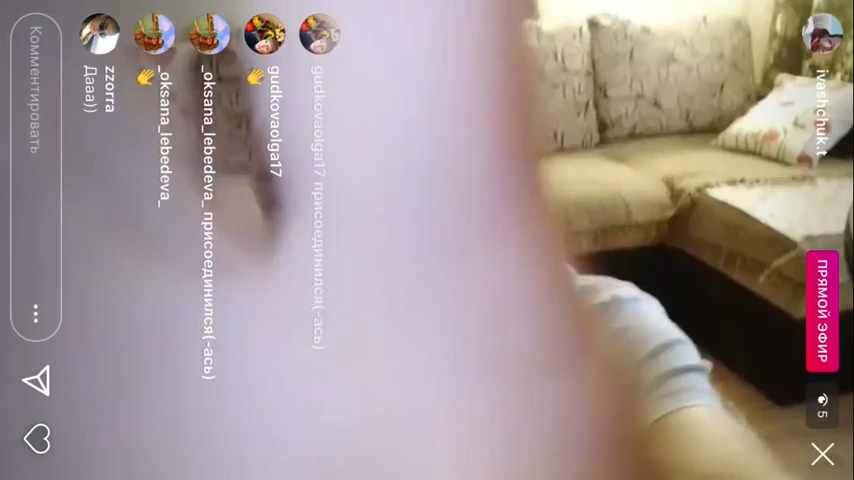 ivashchuk.t
ПРЯМОЙ ЭФИР
5
gudkovaolga17 присоединился(-ась)
gudkovaolga17
👋
_oksana_lebedeva_ присоединился(-ась)
_oksana_lebedeva_
👋
zzorra
Дааа))
Комментировать